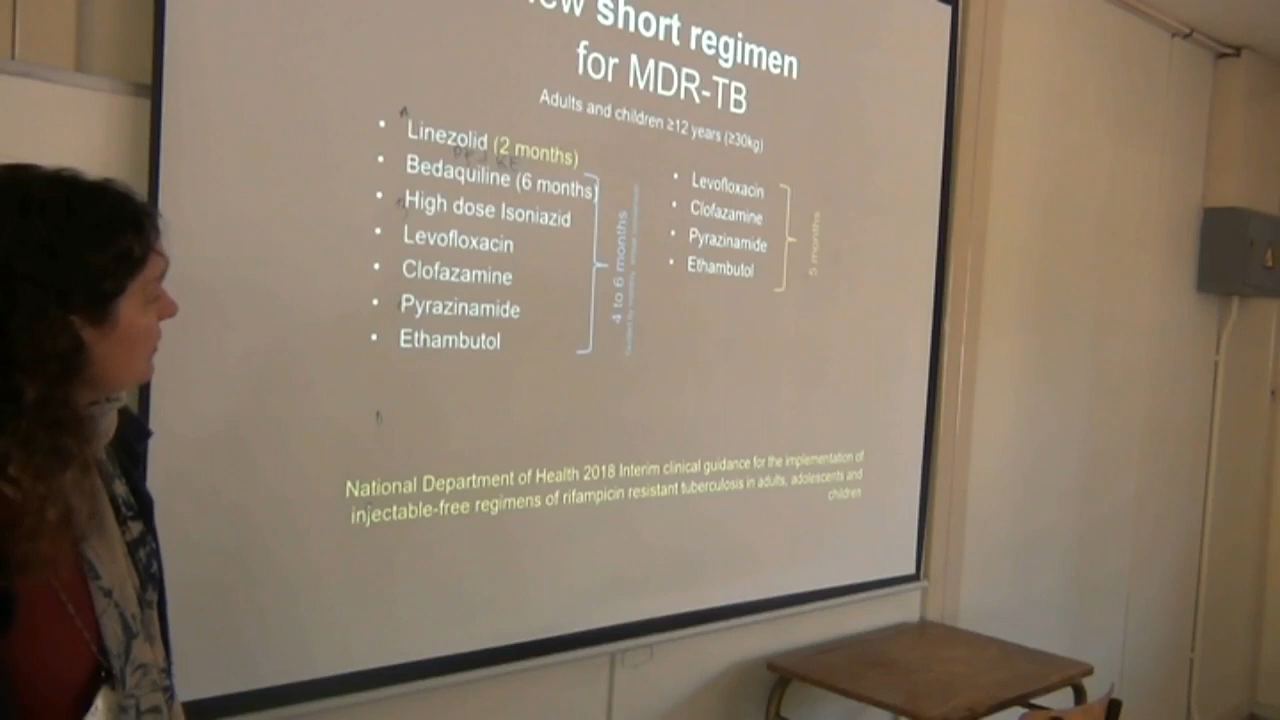 short regimen
for MDR-TB
Adults and children ≥12 years (≥30kg)
• Linezolid (2 months)
• Bedaquiline (6 months)
• High dose Isoniazid
• Levofloxacin
• Clofazamine
• Pyrazinamide
• Ethambutol
4 to 6 months
• Levofloxacin
• Clofazamine
• Pyrazinamide
• Ethambutol
5 months
National Department of Health 2018 Interim clinical guidance for the implementation of
injectable-free regimens of rifampicin resistant tuberculosis in adults, adolescents and
children